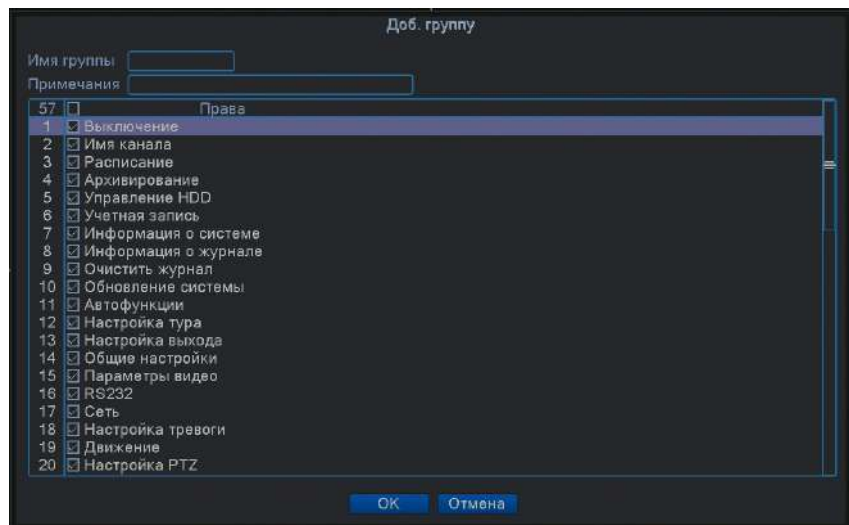 Доб. группу
Имя группы
Примечания
57 Права
1 Выключение
2 Имя канала
3 Расписание
4 Архивирование
5 Управление HDD
6 Учетная запись
7 Информация о системе
8 Информация о журнале
9 Очистить журнал
10 Обновление системы
11 Автофункции
12 Настройка тура
13 Настройка выхода
14 Общие настройки
15 Параметры видео
16 RS232
17 Сеть
18 Настройка тревоги
19 Движение
20 Настройка PTZ
OK Отмена